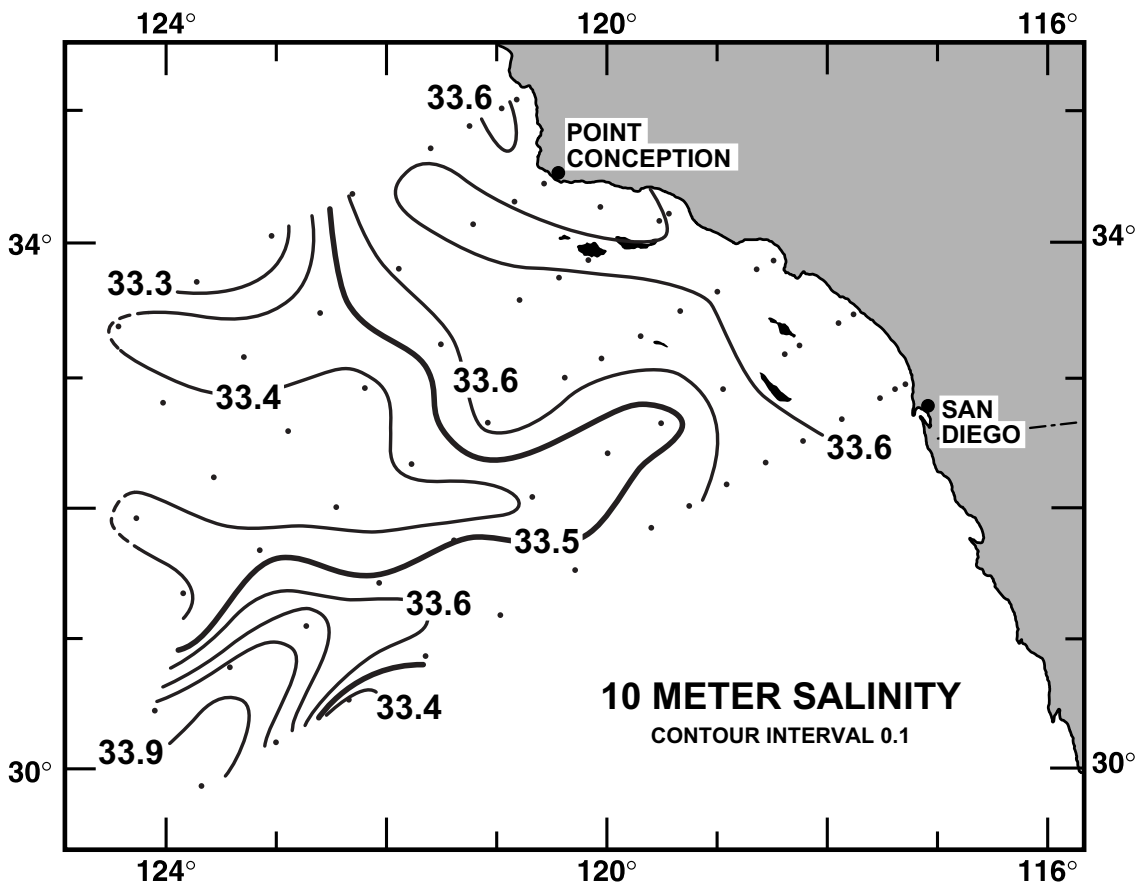 124° 120° 116°
33.6
POINT
CONCEPTION
34° 34°
33.3
33.6
33.4
SAN
DIEGO
33.6
33.5
33.6
10 METER SALINITY
33.4
CONTOUR INTERVAL 0.1
33.9
30° 30°
124° 120° 116°